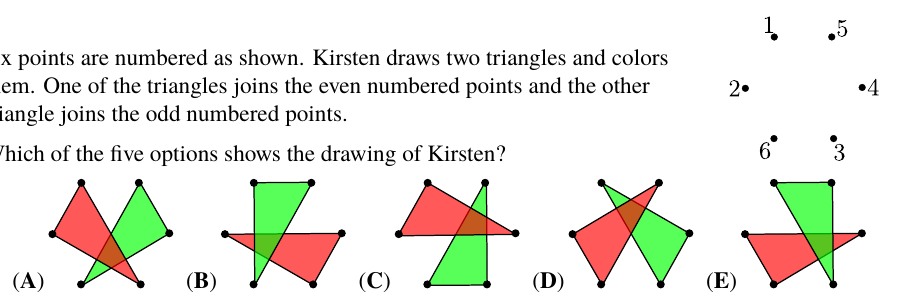 1 5
x points are numbered as shown. Kirsten draws two triangles and colors
em. One of the triangles joins the even numbered points and the other
iangle joins the odd numbered points.
2 4
Which of the five options shows the drawing of Kirsten?
6 3
(A) (B) (C) (D) (E)